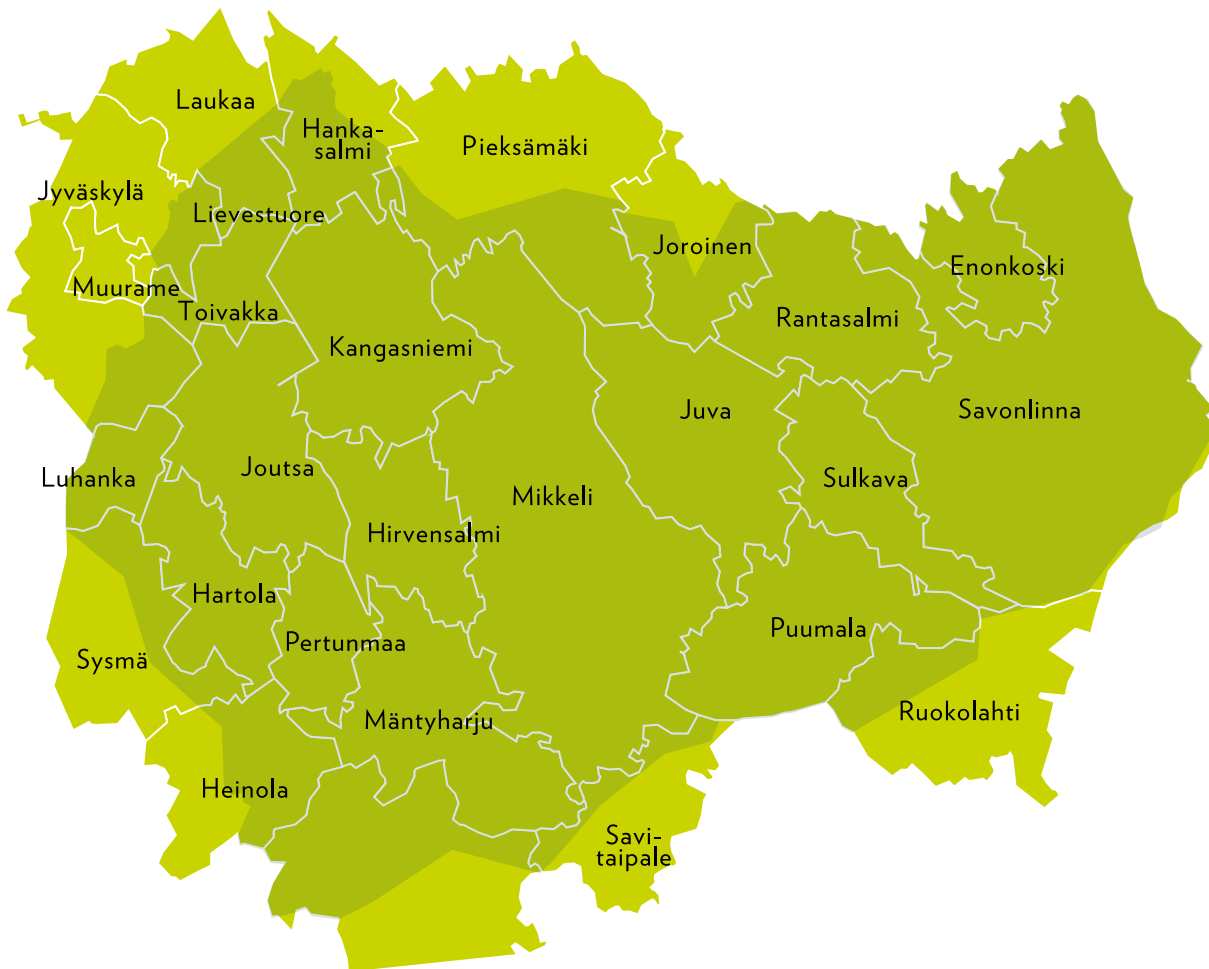 Laukaa
Hanka-
salmi
Pieksämäki
Jyväskylä
Lievestuore
Joroinen
Enonkoski
Muurame
Toivakka
Rantasalmi
Kangasniemi
Juva
Savonlinna
Luhanka
Joutsa
Mikkeli
Sulkava
Hirvensalmi
Hartola
Pertunmaa
Puumala
Sysmä
Mäntyharju
Ruokolahti
Heinola
Savi-
taipale